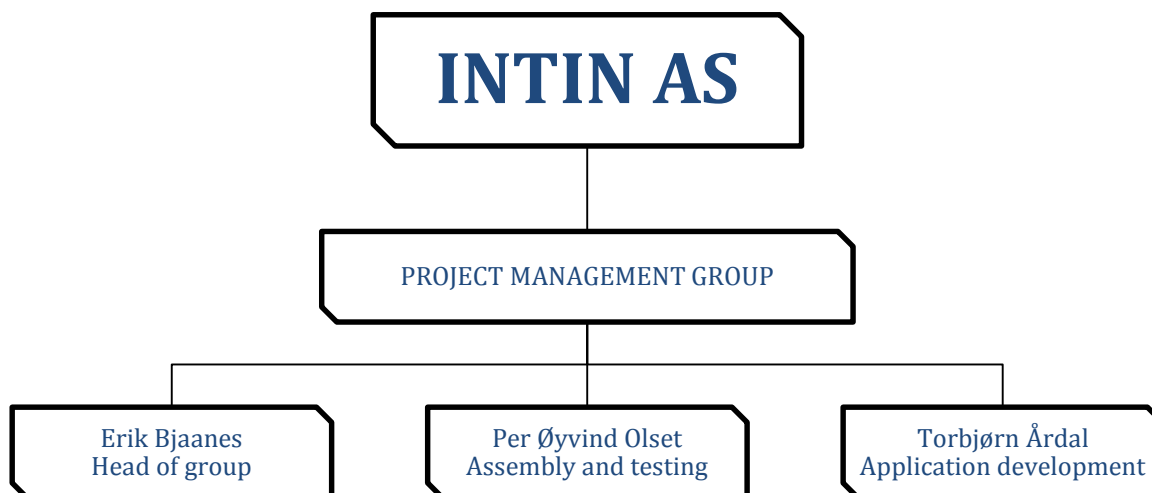 INTIN AS
PROJECT MANAGEMENT GROUP
Erik Bjaanes
Head of group
Per Øyvind Olset
Assembly and testing
Torbjørn Årdal
Application development